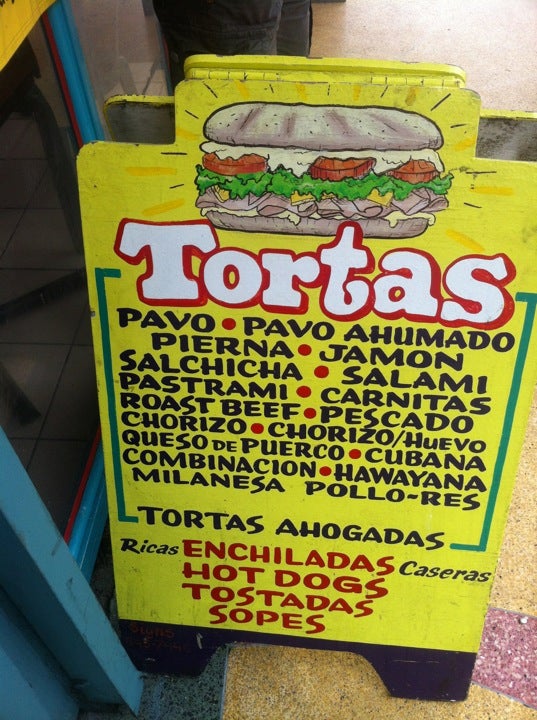 Tortas
PAVO • PAVO AHUMADO
PIERNA • JAMON
SALCHICHA • SALAMI
PASTRAMI • CARNITAS
ROAST BEEF • PESCADO
CHORIZO • CHORIZO/HUEVO
QUESO DE PUERCO • CUBANA
COMBINACION • HAWAYANA
MILANESA POLLO-RES
TORTAS AHOGADAS
Ricas ENCHILADAS Caseras
HOT DOGS
TOSTADAS
SOPES